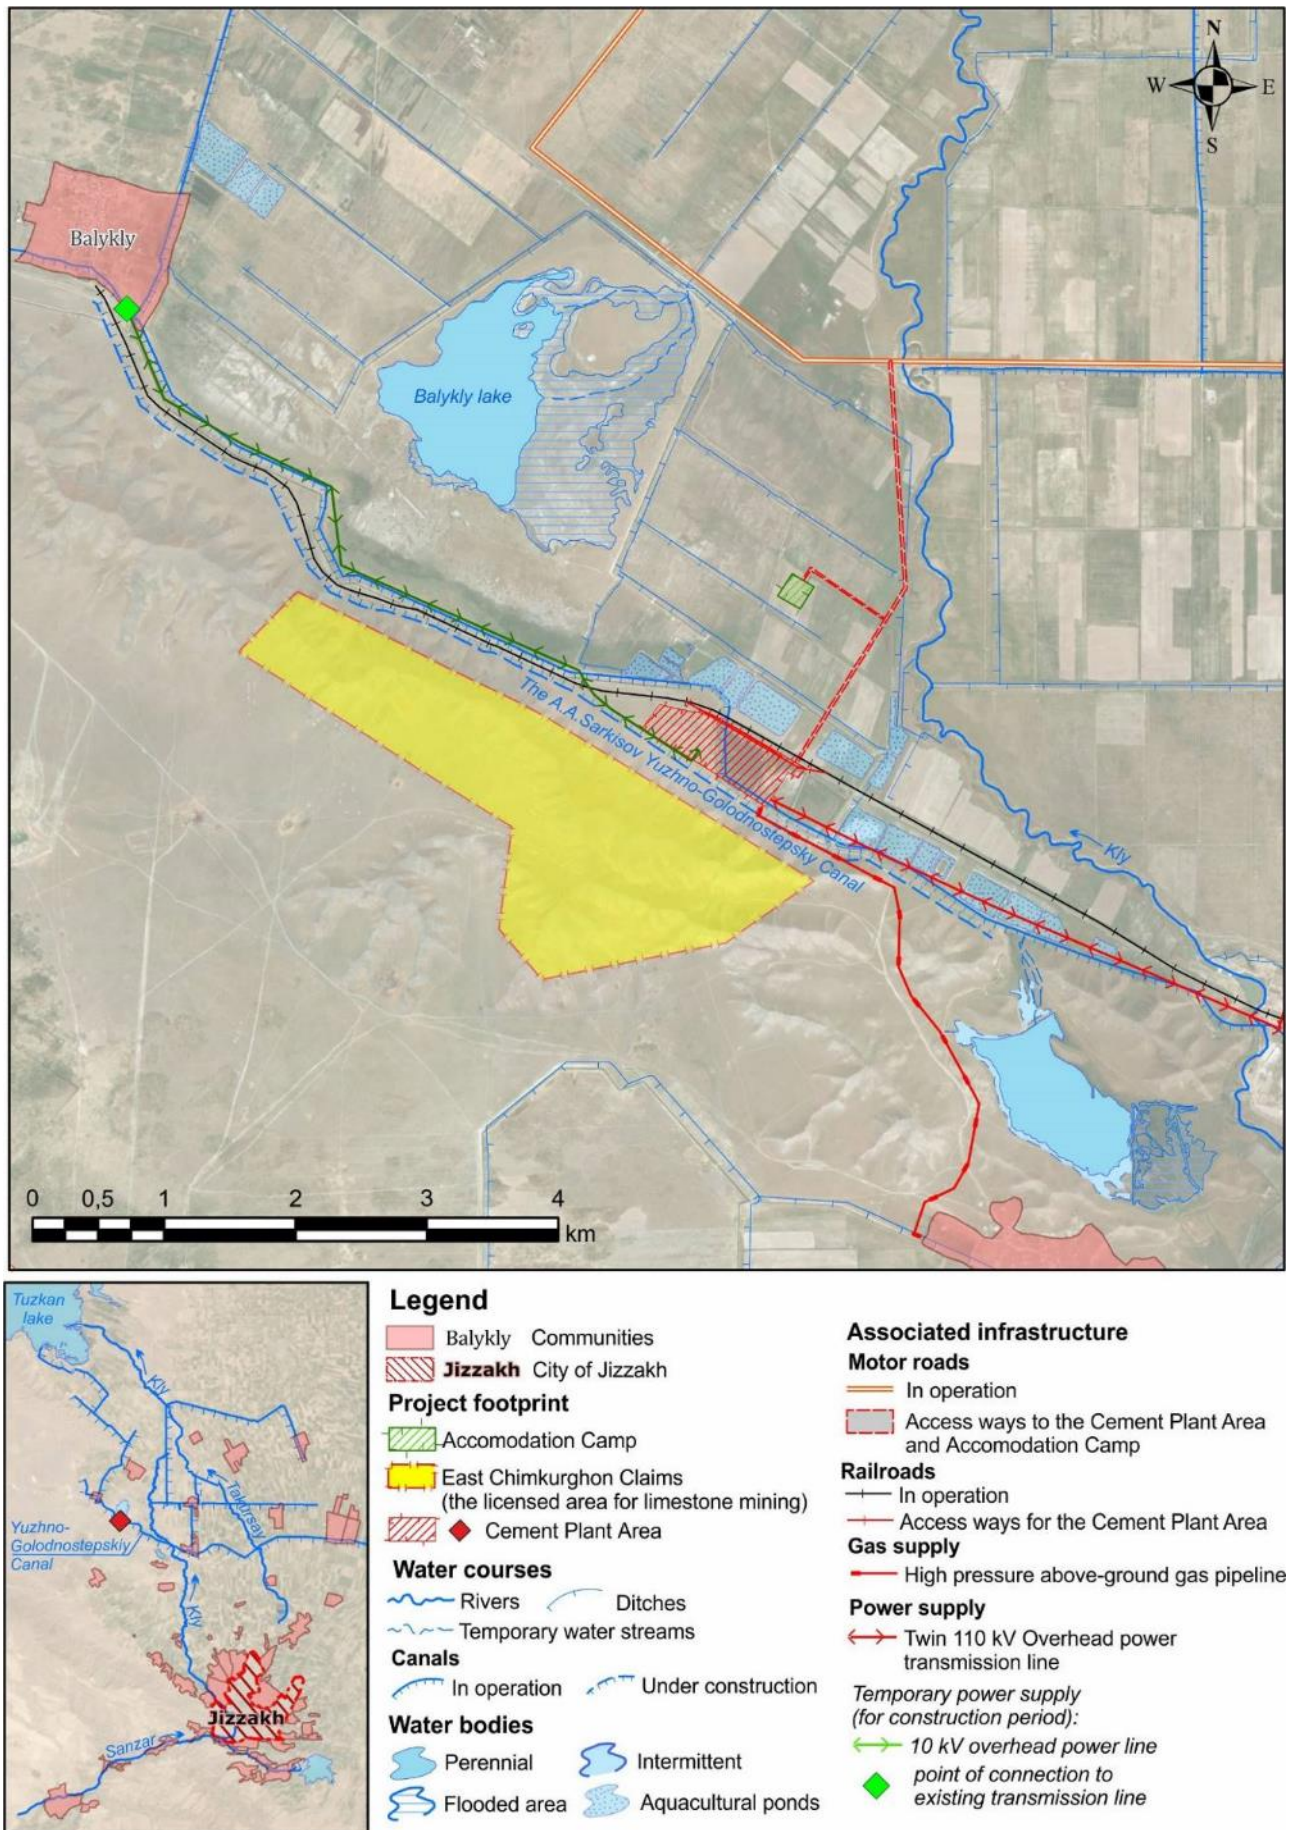 N
W
E
S
Balykly
Balykly lake
The A.A.Sarkisov Yuzhno-Golodnostepsky Canal
Kly
0 0,5 1 2 3 4
km
Tuzkan
lake
Kly
Takursay
Yuzhno-
Golodnostepskiy
Canal
Kly
Jizzakh
Sanzar
Legend
Balykly Communities
Jizzakh City of Jizzakh
Project footprint
Accomodation Camp
East Chimkurghon Claims
(the licensed area for limestone mining)
Cement Plant Area
Water courses
Rivers Ditches
Temporary water streams
Canals
In operation Under construction
Water bodies
Perennial Intermittent
Flooded area Aquacultural ponds
Associated infrastructure
Motor roads
In operation
Access ways to the Cement Plant Area
and Accomodation Camp
Railroads
In operation
Access ways for the Cement Plant Area
Gas supply
High pressure above-ground gas pipeline
Power supply
Twin 110 kV Overhead power
transmission line
Temporary power supply
(for construction period):
10 kV overhead power line
point of connection to
existing transmission line